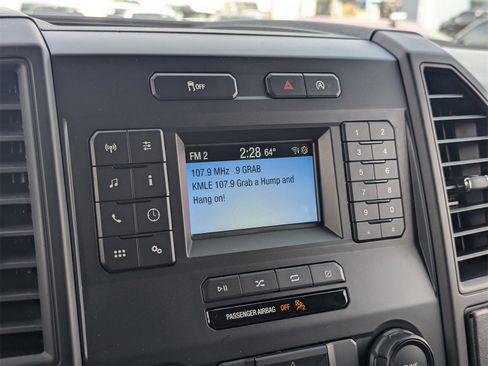 OFF
FM 2 2:28 64°
107.9 MHz .9 GRAB
KMLE 107.9 Grab a Hump and
Hang on!
1 2
3 4
5 6
7 8
9 0
PASSENGER AIRBAG OFF